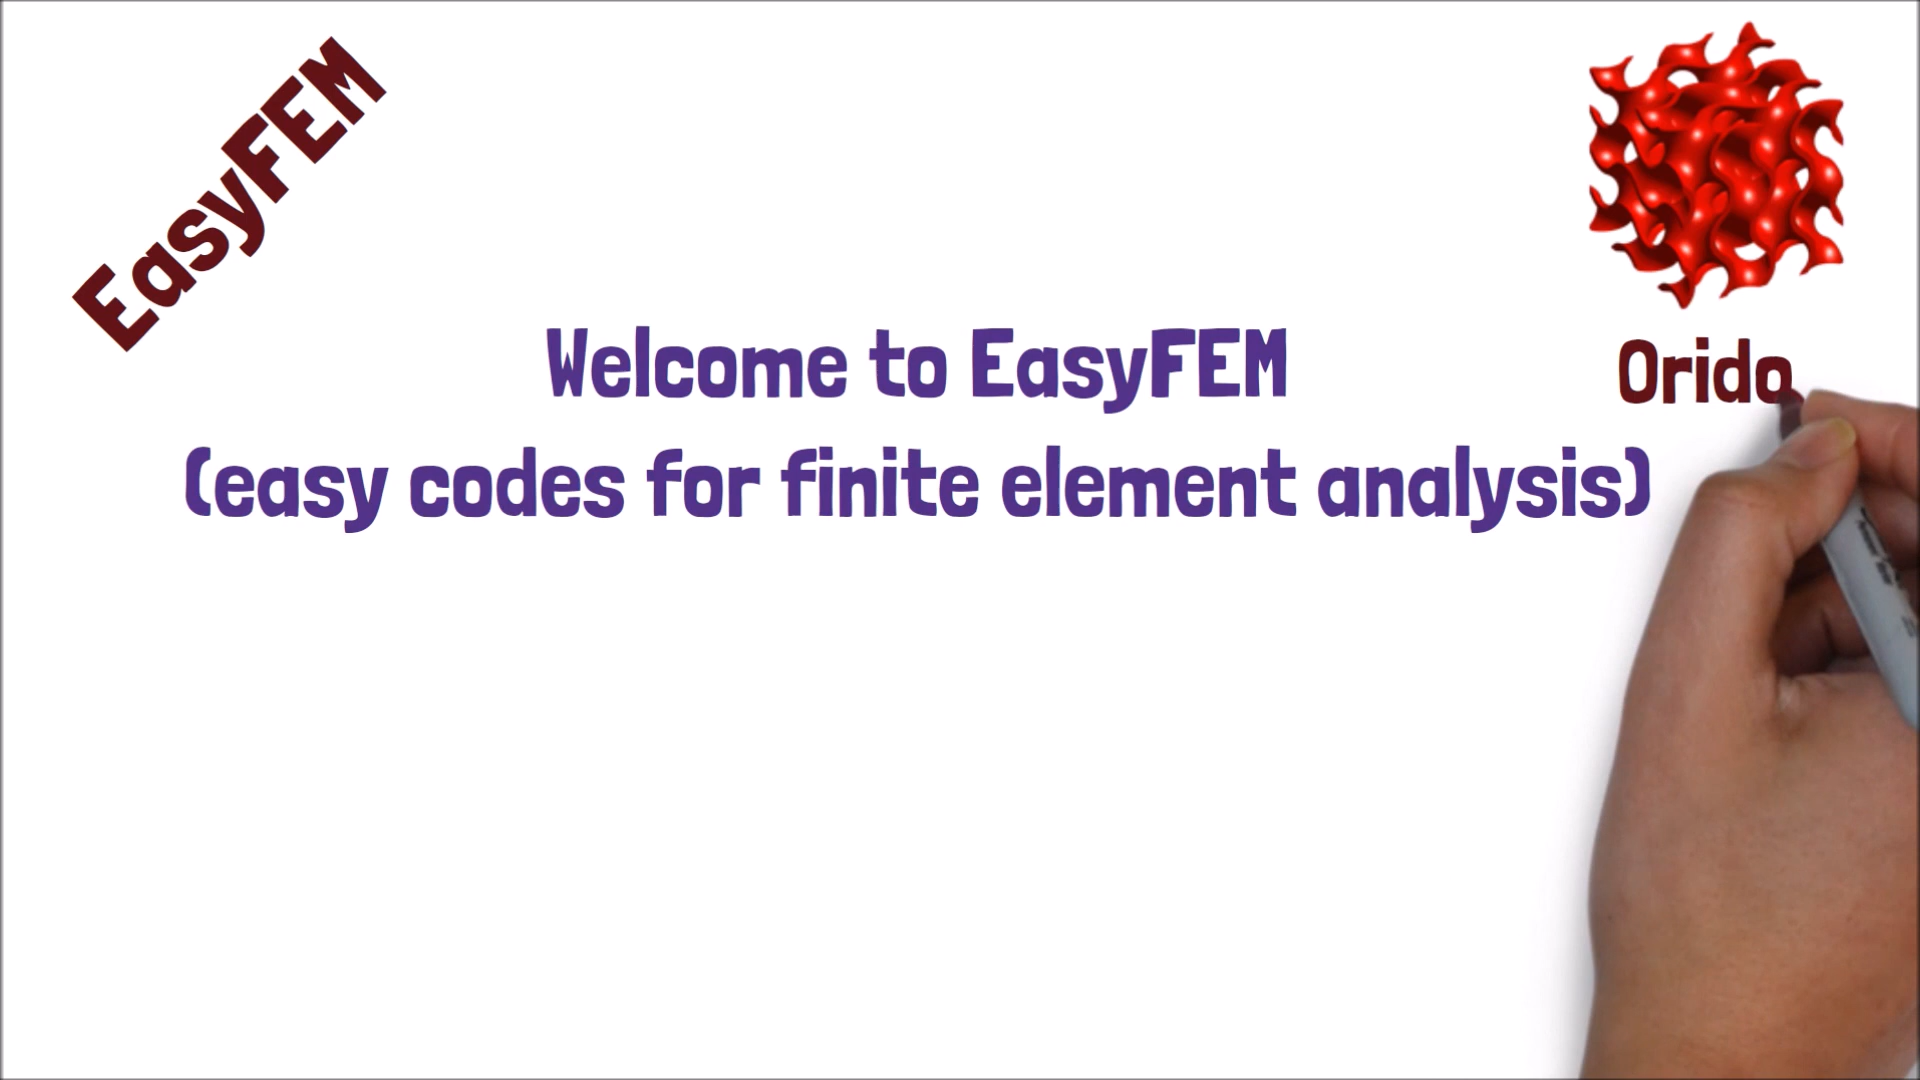 EasyFEM
Welcome to EasyFEM
Orido
(easy codes for finite element analysis)